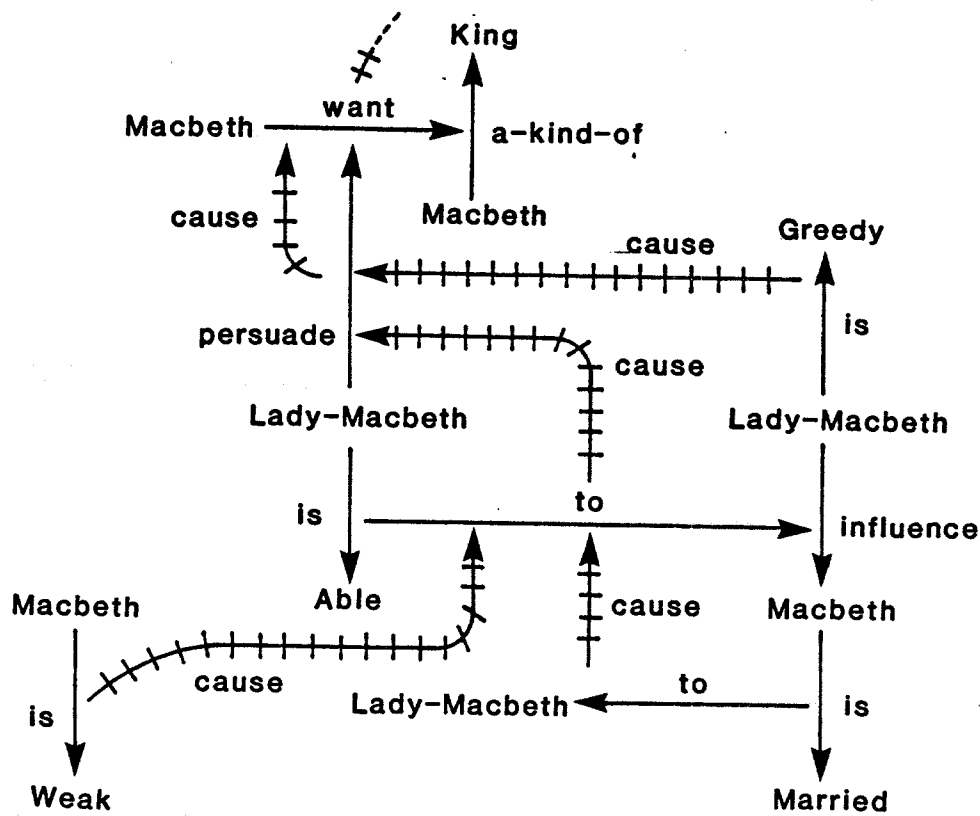 King
want
Macbeth
a-kind-of
cause
Macbeth
Greedy
cause
is
persuade
cause
Lady-Macbeth
Lady-Macbeth
to
is
influence
Able
Macbeth
cause
Macbeth
cause
to
Lady-Macbeth
is
is
Weak
Married